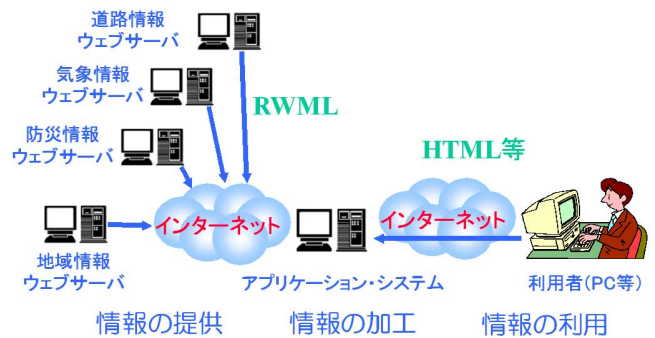 道路情報
ウェブサーバ
気象情報
ウェブサーバ
RWML
防災情報
ウェブサーバ
HTML等
インターネット
インターネット
地域情報
ウェブサーバ
アプリケーション・システム
利用者(PC等)
情報の提供
情報の加工
情報の利用